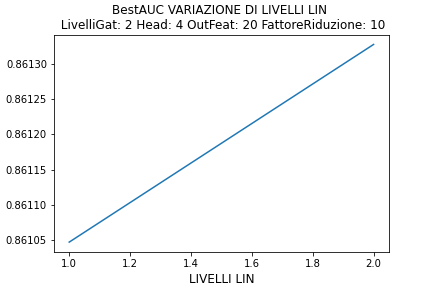 BestAUC VARIAZIONE DI LIVELLI LIN
LivelliGat: 2 Head: 4 OutFeat: 20 FattoreRiduzione: 10
0.86130
0.86125
0.86120
0.86115
0.86110
0.86105
1.0 1.2 1.4 1.6 1.8 2.0
LIVELLI LIN